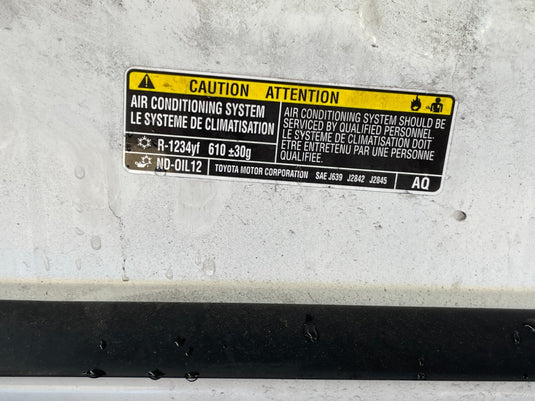 CAUTION ATTENTION
AIR CONDITIONING SYSTEM
LE SYSTEME DE CLIMATISATION
R-1234yf 610 ±30g
ND-OIL12
AIR CONDITIONING SYSTEM SHOULD BE
SERVICED BY QUALIFIED PERSONNEL.
LE SYSTEME DE CLIMATISATION DOIT
ETRE ENTRETENU PAR UNE PERSONNE
QUALIFIEE.
TOYOTA MOTOR CORPORATION SAE J639 J2842 J2845
AQ